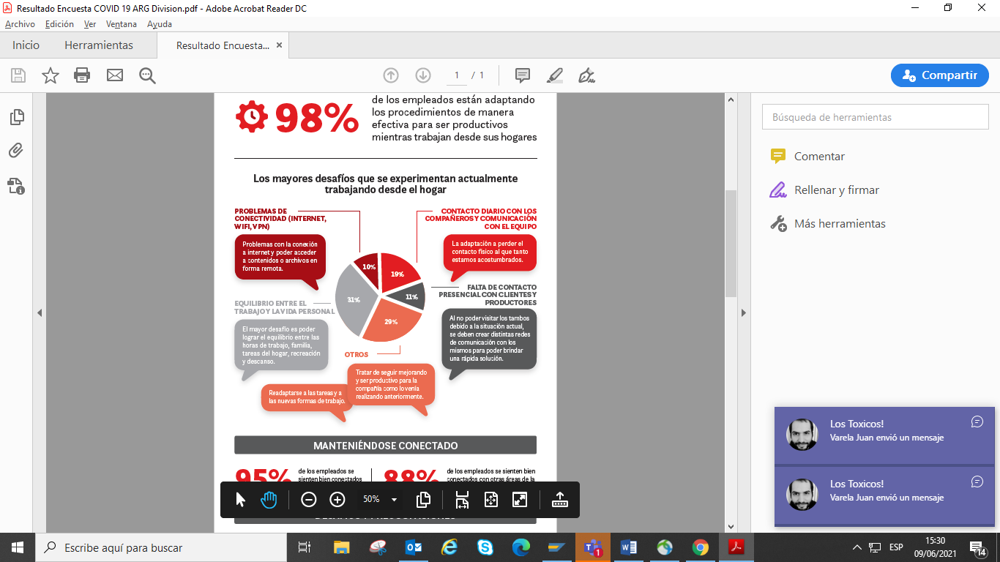 Resultado Encuesta COVID 19 ARG Division.pdf - Adobe Acrobat Reader DC
Archivo Edición Ver Ventana Ayuda
Inicio Herramientas Resultado Encuesta...
1 / 1
Compartir
98%
de los empleados están adaptando
los procedimientos de manera
efectiva para ser productivos
mientras trabajan desde sus hogares
Los mayores desafíos que se experimentan actualmente
trabajando desde el hogar
PROBLEMAS DE
CONECTIVIDAD (INTERNET,
WIFI, VPN)
Problemas con la conexión
a internet y poder acceder
a contenidos o archivos en
forma remota.
CONTACTO DIARIO CON LOS
COMPAÑEROS Y COMUNICACIÓN
CON EL EQUIPO
La adaptación a perder el
contacto físico al que tanto
estamos acostumbrados.
10%
19%
11%
31%
29%
FALTA DE CONTACTO
PRESENCIAL CON CLIENTES Y
PRODUCTORES
Al no poder visitar los tambos
debido a la situación actual,
se deben crear distintas redes
de comunicación con los
mismos para poder brindar
una rápida solución.
EQUILIBRIO ENTRE EL
TRABAJO Y LA VIDA PERSONAL
El mayor desafío es poder
lograr el equilibrio entre las
horas de trabajo, familia,
tareas del hogar, recreación
y descanso.
OTROS
Tratar de seguir mejorando
y ser productivo para la
compañía como lo venía
realizando anteriormente.
Readaptarse a las tareas y a
las nuevas formas de trabajo.
MANTENIÉNDOSE CONECTADO
95%
de los empleados se
sienten bien conectados
88%
de los empleados se sienten bien
conectados con otras áreas de la
50%
Búsqueda de herramientas
Comentar
Rellenar y firmar
Más herramientas
Los Toxicos!
Varela Juan envió un mensaje
Los Toxicos!
Varela Juan envió un mensaje
Escribe aquí para buscar
1
ESP
15:30
09/06/2021
14